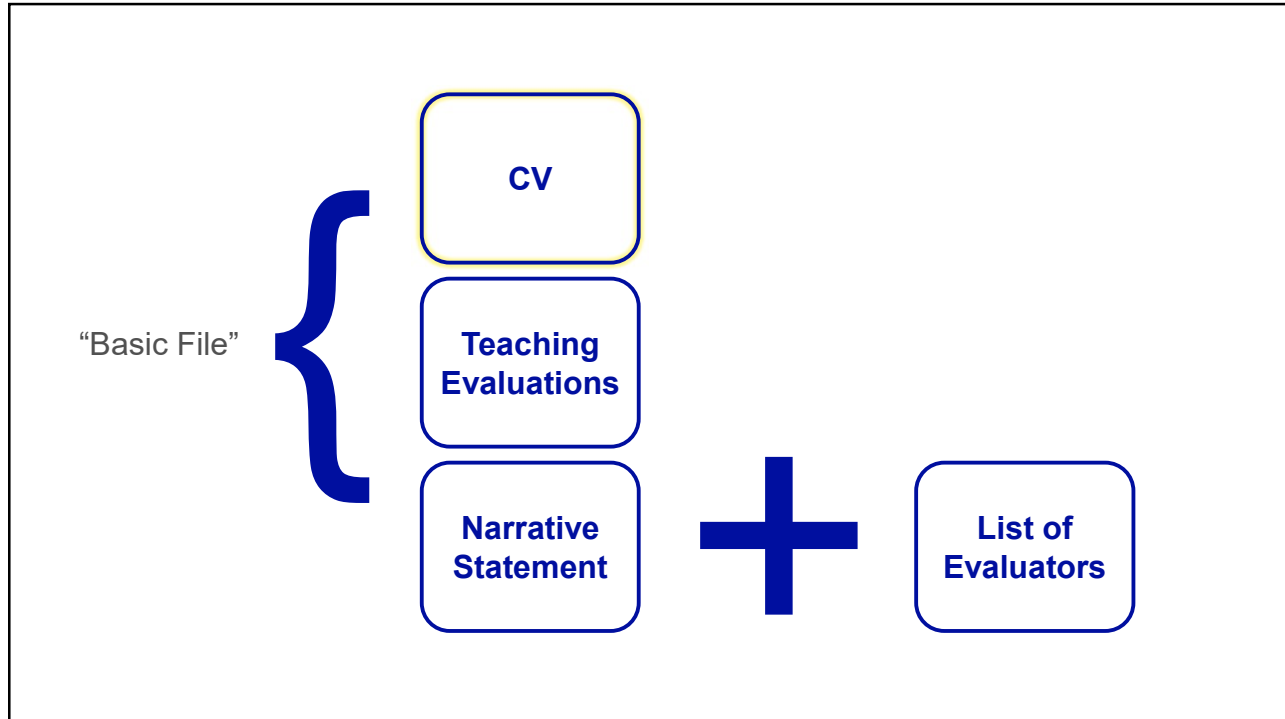 CV
“Basic File”
Teaching
Evaluations
Narrative
Statement
List of
Evaluators